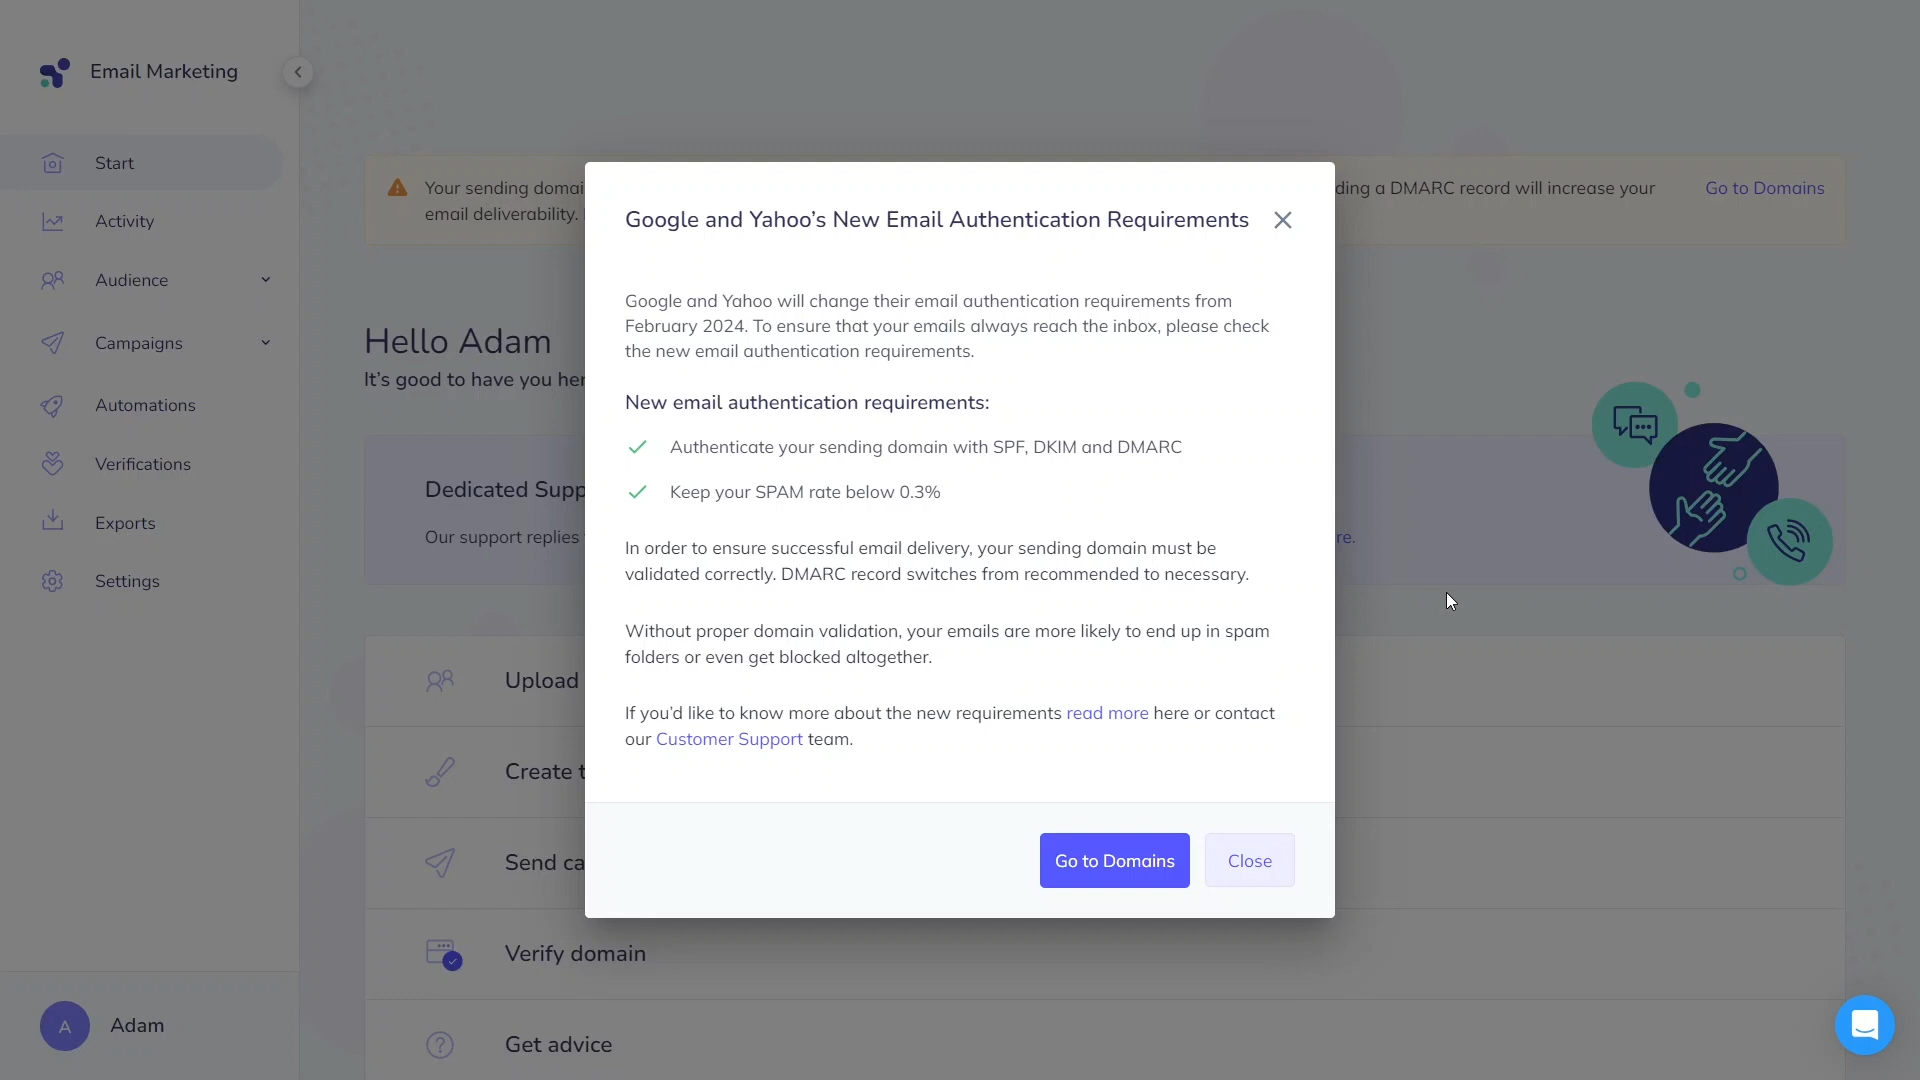 Email Marketing
Start
Activity
Audience
Campaigns
Automations
Verifications
Exports
Settings
A Adam
Your sending ding a DMARC record will increase your Go to Domains
email deliverability.
Hello Adam
It's good to have you
Dedicated
Our support replies
Upload
Create
Send
Verify domain
Get advice
Google and Yahoo's New Email Authentication Requirements
Google and Yahoo will change their email authentication requirements from
February 2024. To ensure that your emails always reach the inbox, please check
the new email authentication requirements.
New email authentication requirements:
Authenticate your sending domain with SPF, DKIM and DMARC
Keep your SPAM rate below 0.3%
In order to ensure successful email delivery, your sending domain must be
validated correctly. DMARC record switches from recommended to necessary.
Without proper domain validation, your emails are more likely to end up in spam
folders or even get blocked altogether.
If you'd like to know more about the new requirements read more here or contact
our Customer Support team.
Go to Domains Close